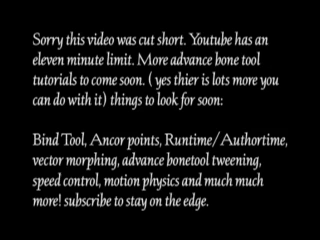 Sorry this video was cut short. Youtube has an
eleven minute limit. More advance bone tool
tutorials to come soon. ( yes thier is lots more you
can do with it) things to look for soon:
Bind Tool, Ancor points, Runtime/Authortime,
vector morphing, advance bonetool tweening,
speed control, motion physics and much much
more! subscribe to stay on the edge.